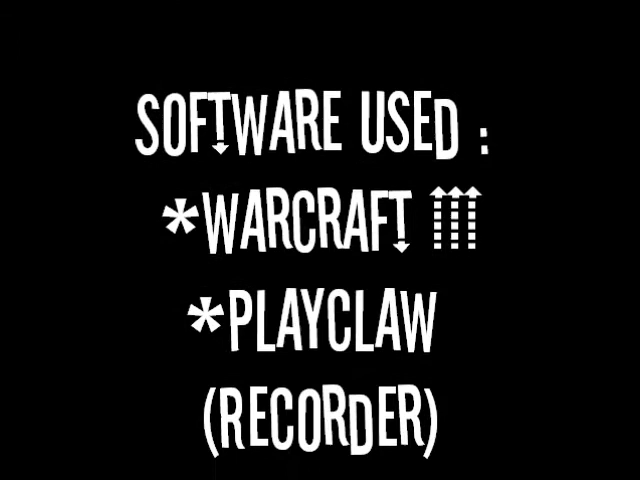 SOFTWARE USED :
*WARCRAFT III
*PLAYCLAW
(RECORDER)